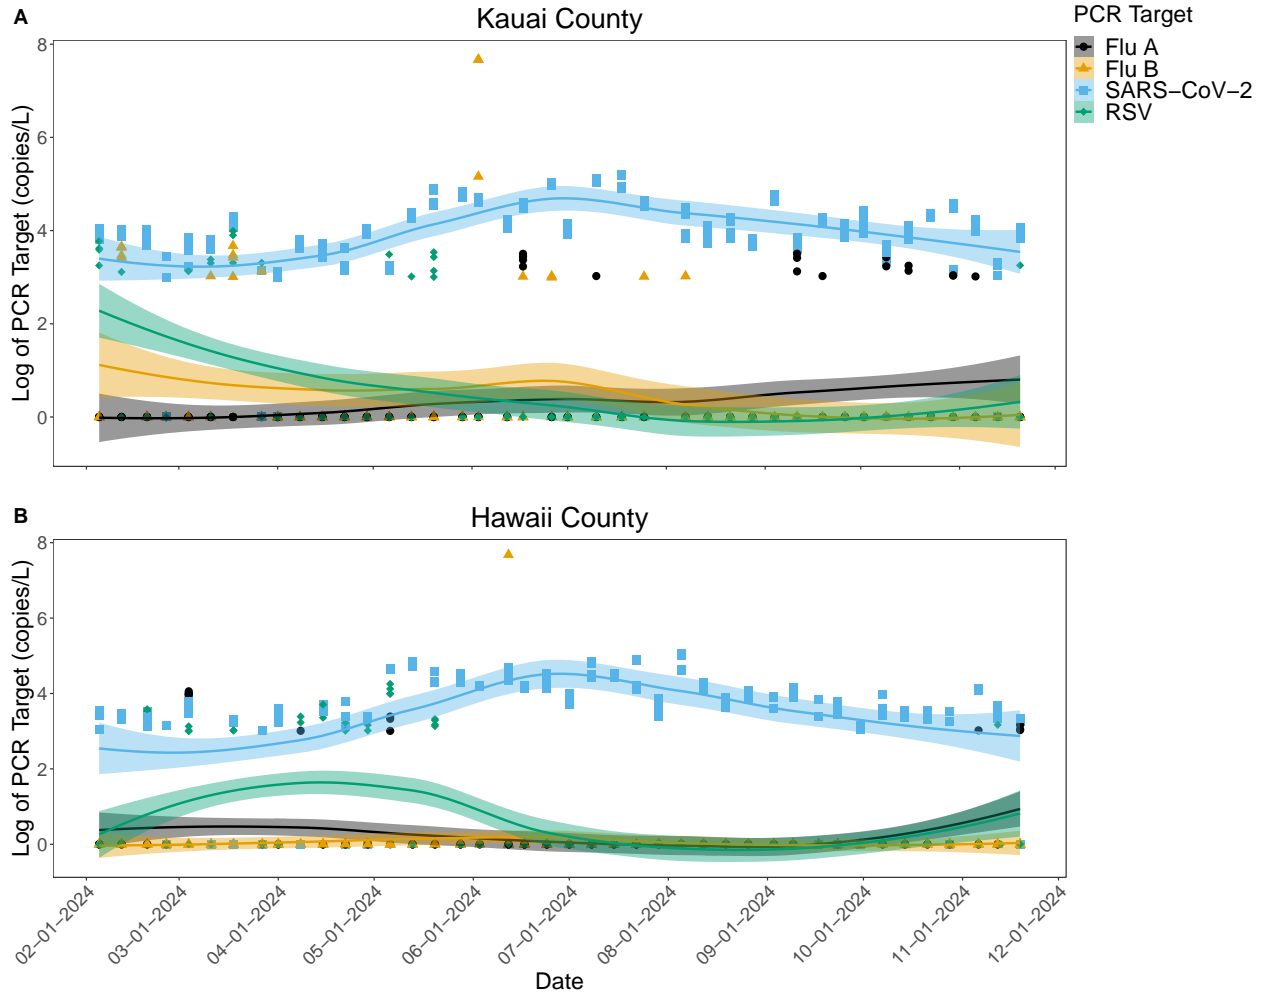 A
Kauai County
PCR Target
Flu A
Flu B
SARS−CoV−2
RSV
Log of PCR Target (copies/L)
8
6
4
2
0
B
Hawaii County
Log of PCR Target (copies/L)
8
6
4
2
0
02−01−2024
03−01−2024
04−01−2024
05−01−2024
06−01−2024
07−01−2024
08−01−2024
09−01−2024
10−01−2024
11−01−2024
12−01−2024
Date